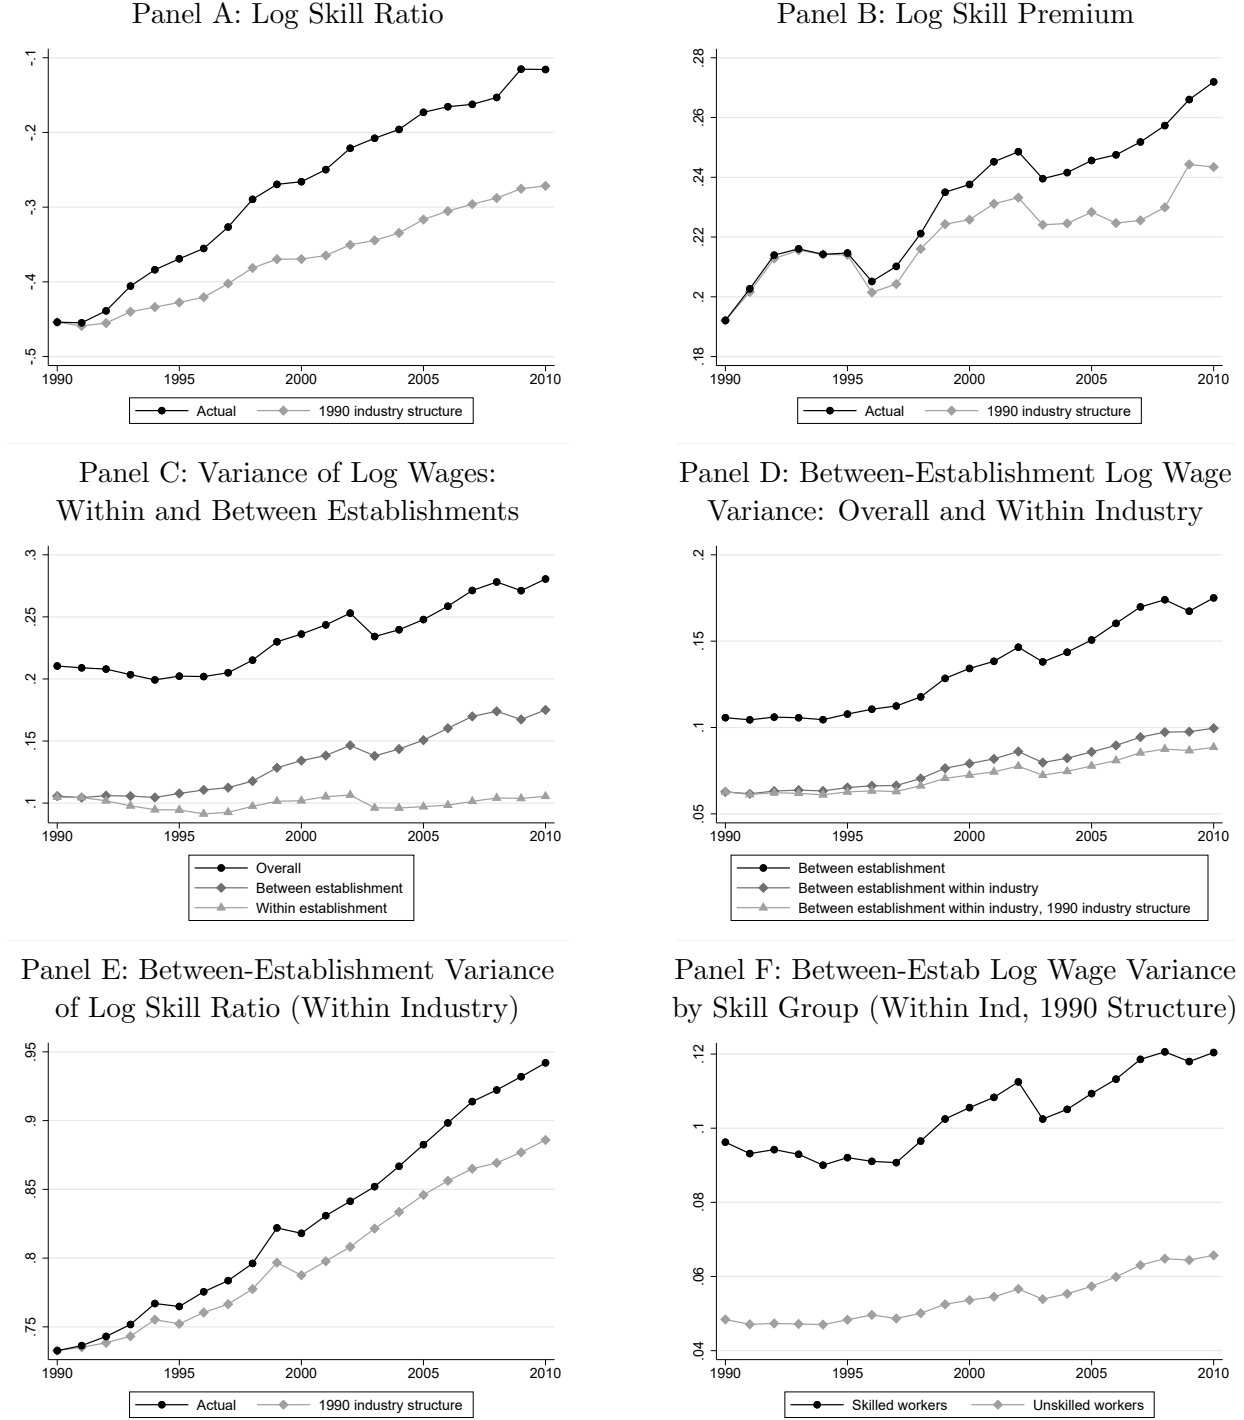 Panel A: Log Skill Ratio
-.1
-.2
-.3
-.4
-.5
1990 1995 2000 2005 2010
Actual 1990 industry structure
Panel B: Log Skill Premium
.28
.26
.24
.22
.2
.18
1990 1995 2000 2005 2010
Actual 1990 industry structure
Panel C: Variance of Log Wages:
Within and Between Establishments
.3
.25
.2
.15
.1
1990 1995 2000 2005 2010
Overall
Between establishment
Within establishment
Panel D: Between-Establishment Log Wage
Variance: Overall and Within Industry
.2
.15
.1
.05
1990 1995 2000 2005 2010
Between establishment
Between establishment within industry
Between establishment within industry, 1990 industry structure
Panel E: Between-Establishment Variance
of Log Skill Ratio (Within Industry)
.95
.9
.85
.8
.75
1990 1995 2000 2005 2010
Actual 1990 industry structure
Panel F: Between-Estab Log Wage Variance
by Skill Group (Within Ind, 1990 Structure)
.12
.1
.08
.06
.04
1990 1995 2000 2005 2010
Skilled workers Unskilled workers